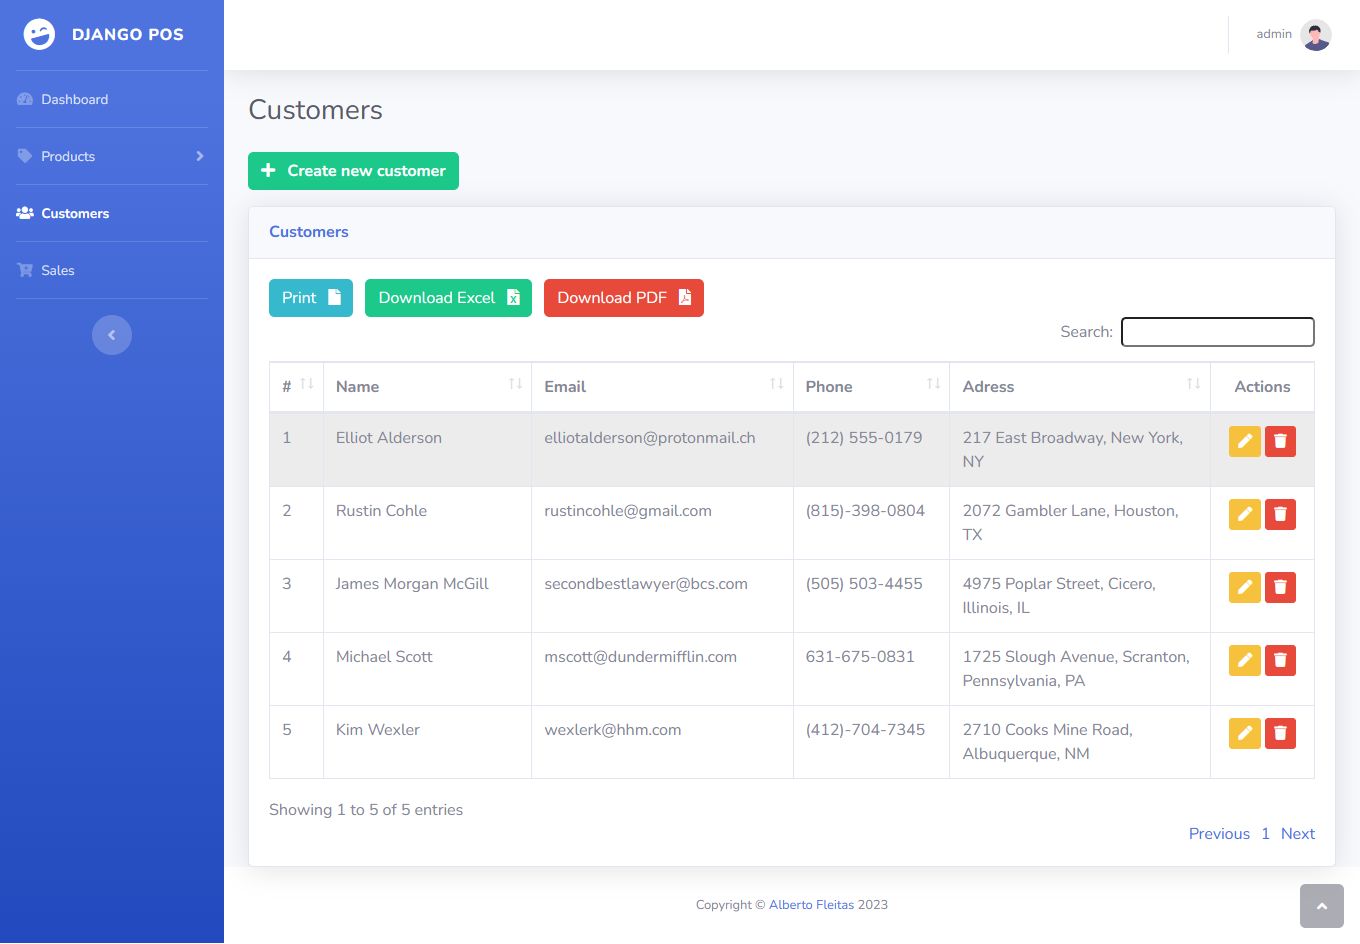 DJANGO POS
admin
Dashboard
Products
Customers
Sales
Customers
Create new customer
Customers
Print Download Excel Download PDF
Search:
# Name Email Phone Adress Actions
1 Elliot Alderson elliotalderson@protonmail.ch (212) 555-0179 217 East Broadway, New York,
NY
2 Rustin Cohle rustincohle@gmail.com (815)-398-0804 2072 Gambler Lane, Houston,
TX
3 James Morgan McGill secondbestlawyer@bcs.com (505) 503-4455 4975 Poplar Street, Cicero,
Illinois, IL
4 Michael Scott mscott@dundermifflin.com 631-675-0831 1725 Slough Avenue, Scranton,
Pennsylvania, PA
5 Kim Wexler wexlerk@hhm.com (412)-704-7345 2710 Cooks Mine Road,
Albuquerque, NM
Showing 1 to 5 of 5 entries
Previous 1 Next
Copyright © Alberto Fleitas 2023